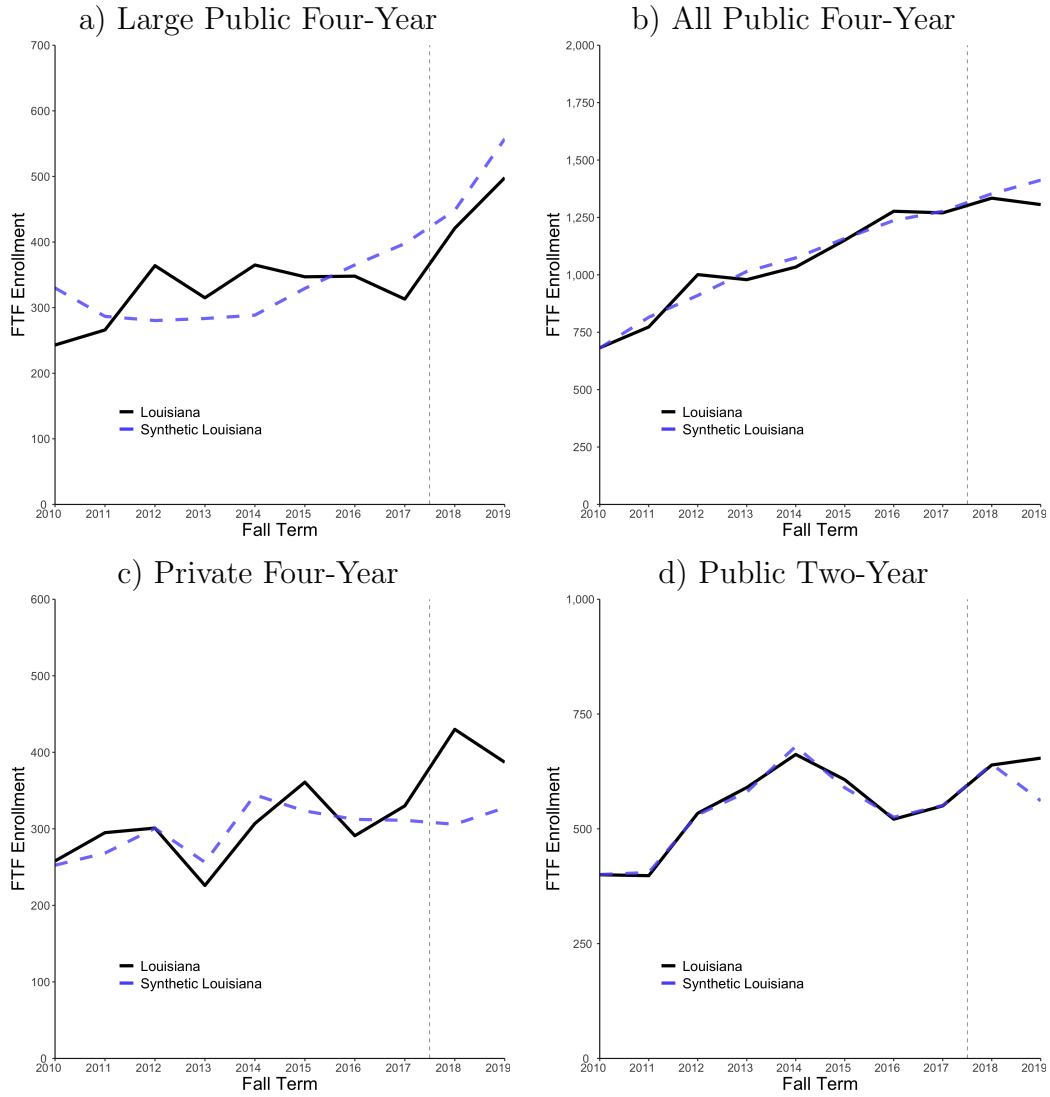 a) Large Public Four-Year
700
600
500
400
300
200
100
0
FTF Enrollment
Louisiana
Synthetic Louisiana
2010 2011 2012 2013 2014 2015 2016 2017 2018 2019
Fall Term
b) All Public Four-Year
2,000
1,750
1,500
1,250
1,000
750
500
250
0
FTF Enrollment
Louisiana
Synthetic Louisiana
2010 2011 2012 2013 2014 2015 2016 2017 2018 2019
Fall Term
c) Private Four-Year
600
500
400
300
200
100
0
FTF Enrollment
Louisiana
Synthetic Louisiana
2010 2011 2012 2013 2014 2015 2016 2017 2018 2019
Fall Term
d) Public Two-Year
1,000
750
500
250
0
FTF Enrollment
Louisiana
Synthetic Louisiana
2010 2011 2012 2013 2014 2015 2016 2017 2018 2019
Fall Term